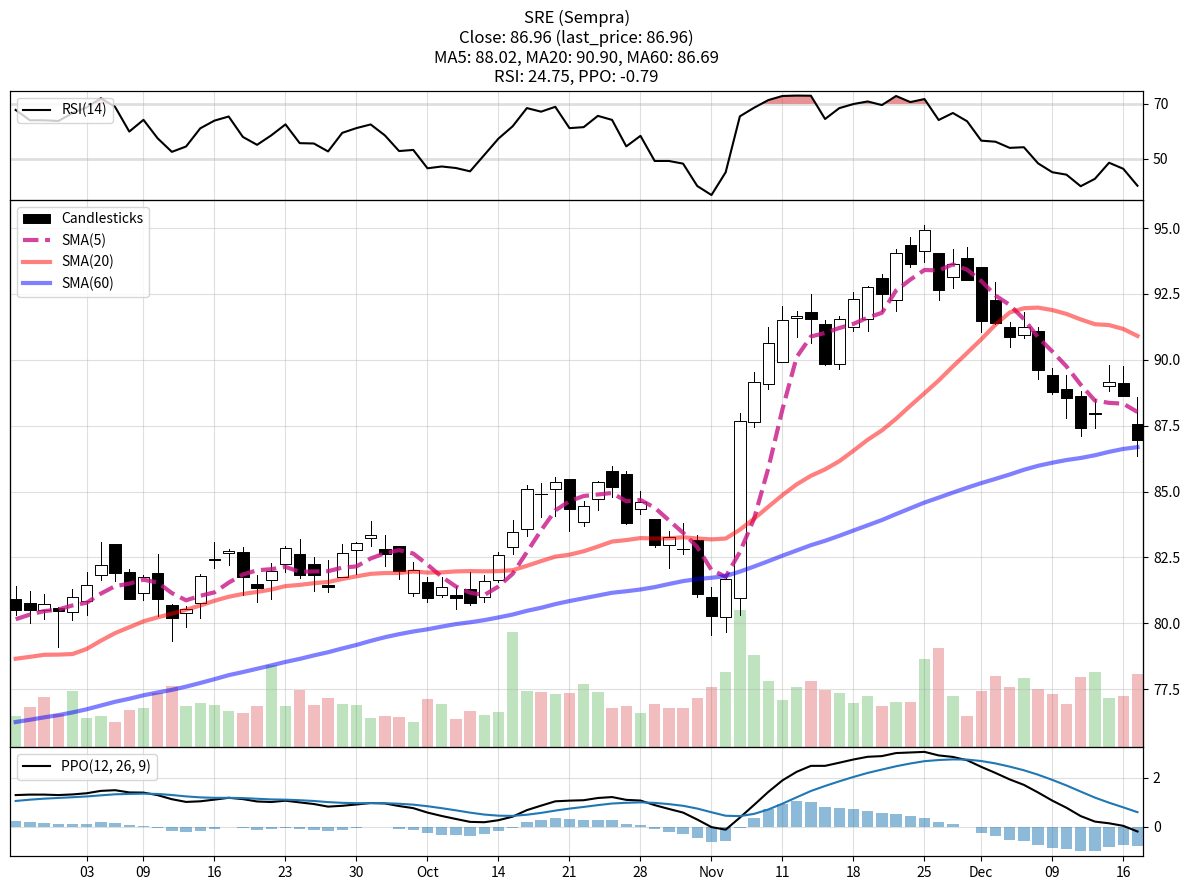 SRE (Sempra)
Close: 86.96 (last_price: 86.96)
MA5: 88.02, MA20: 90.90, MA60: 86.69
RSI: 24.75, PPO: -0.79
RSI(14)
70
50
Candlesticks
SMA(5)
SMA(20)
SMA(60)
95.0
92.5
90.0
87.5
85.0
82.5
80.0
77.5
PPO(12, 26, 9)
2
0
03 09 16 23 30 Oct 14 21 28 Nov 11 18 25 Dec 09 16